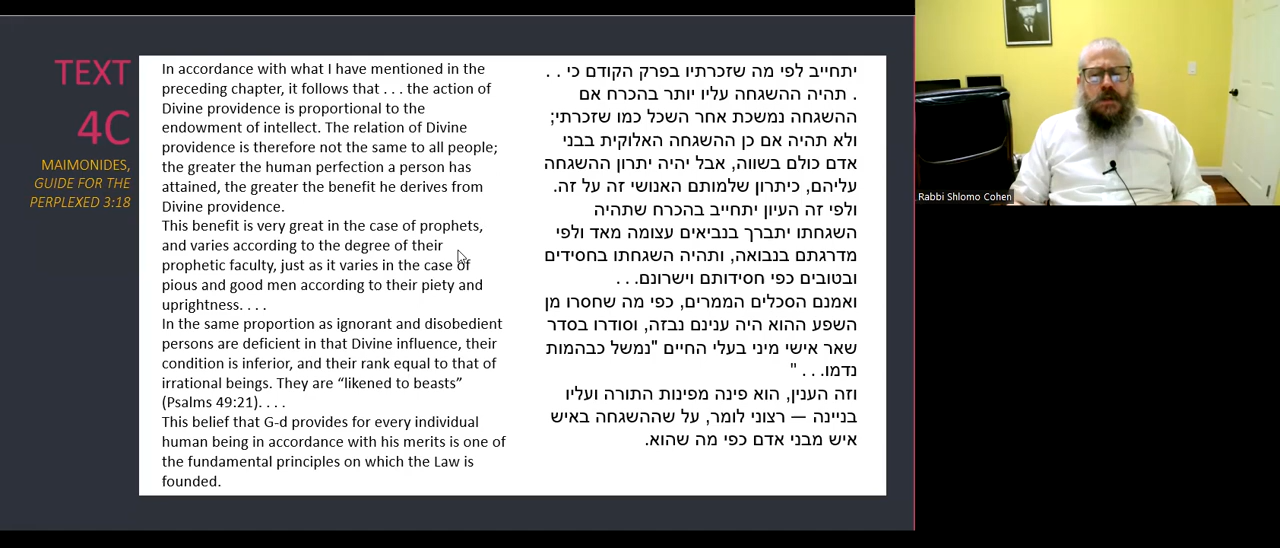 TEXT
4C
MAIMONIDES,
GUIDE FOR THE
PERPLEXED 3:18
In accordance with what I have mentioned in the
preceding chapter, it follows that . . . the action of
Divine providence is proportional to the
endowment of intellect. The relation of Divine
providence is therefore not the same to all people;
the greater the human perfection a person has
attained, the greater the benefit he derives from
Divine providence.
This benefit is very great in the case of prophets,
and varies according to the degree of their
prophetic faculty, just as it varies in the case of
pious and good men according to their piety and
uprightness. . . .
In the same proportion as ignorant and disobedient
persons are deficient in that Divine influence, their
condition is inferior, and their rank equal to that of
irrational beings. They are “likened to beasts”
(Psalms 49:21). . . .
This belief that G-d provides for every individual
human being in accordance with his merits is one of
the fundamental principles on which the Law is
founded.
יתחייב לפי מה שזכרתיו בפרק הקודם כי . .
. תהיה ההשגחה עליו יותר בהכרח אם
ההשגחה נמשכת אחר השכל כמו שזכרתי;
ולא תהיה אם כן ההשגחה האלוקית בבני
אדם כולם בשווה, אבל יהיה יתרון ההשגחה
עליהם, כיתרון שלמותם האנושי זה על זה.
ולפי זה העיון יתחייב בהכרח שתהיה
השגחתו יתברך בנביאים עצומה מאד ולפי
מדרגתם בנבואה, ותהיה השגחתו בחסידים
ובטובים כפי חסידותם וישרונם. . .
ואמנם הסכלים הממרים, כפי מה שחסרו מן
השפע ההוא היה ענינם נבזה, וסודרו בסדר
שאר אישי מיני בעלי החיים "נמשל כבהמות
נדמו. . . "
וזה הענין, הוא פינה מפינות התורה ועליו
בניינה — רצוני לומר, על שההשגחה באיש
איש מבני אדם כפי מה שהוא.
Rabbi Shlomo Cohen